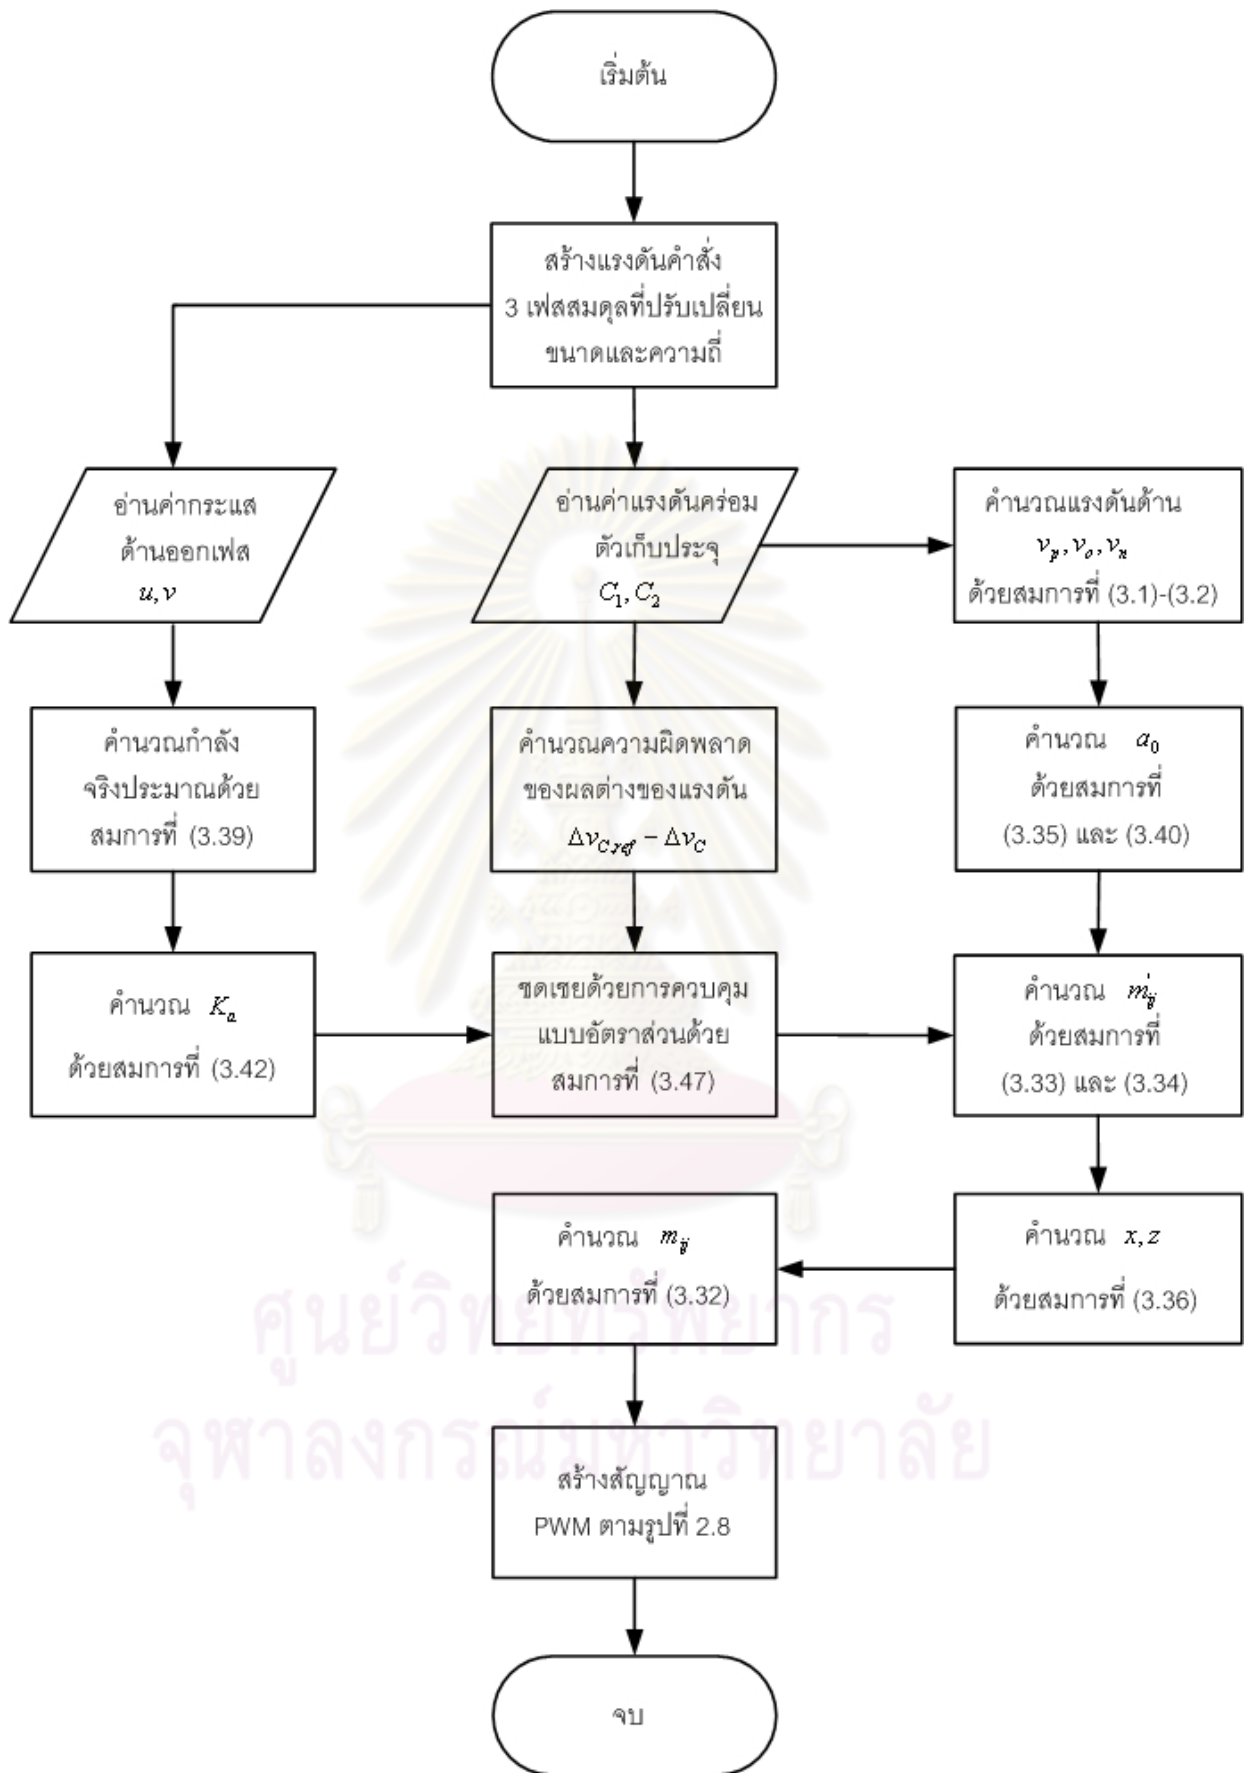 เริ่มต้น
สร้างแรงดันคำสั่ง
3 เฟสสมดุลที่ปรับเปลี่ยน
ขนาดและความถี่
อ่านค่ากระแส
ด้านออกเฟส
u, v
อ่านค่าแรงดันคร่อม
ตัวเก็บประจุ
C₁, C₂
คำนวณแรงดันด้าน
vₚ, vₒ, vₙ
ด้วยสมการที่ (3.1)-(3.2)
คำนวณกำลัง
จริงประมาณด้วย
สมการที่ (3.39)
คำนวณความผิดพลาด
ของผลต่างของแรงดัน
Δv_{C,ref} − Δv_C
คำนวณ a₀
ด้วยสมการที่
(3.35) และ (3.40)
คำนวณ Kₐ
ด้วยสมการที่ (3.42)
ชดเชยด้วยการควบคุม
แบบอัตราส่วนด้วย
สมการที่ (3.47)
คำนวณ m'_{ij}
ด้วยสมการที่
(3.33) และ (3.34)
คำนวณ m_{ij}
ด้วยสมการที่ (3.32)
คำนวณ x, z
ด้วยสมการที่ (3.36)
ศูนย์วิทยทรัพยากร
จุฬาลงกรณ์มหาวิทยาลัย
สร้างสัญญาณ
PWM ตามรูปที่ 2.8
จบ